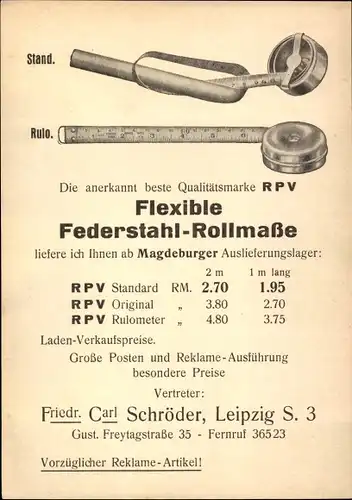 Stand.
Rulo.
Die anerkannt beste Qualitätsmarke RPV
Flexible
Federstahl-Rollmaße
liefere ich Ihnen ab Magdeburger Auslieferungslager:
2 m 1 m lang
RPV Standard RM. 2.70 1.95
RPV Original „ 3.80 2.70
RPV Rulometer „ 4.80 3.75
Laden-Verkaufspreise.
Große Posten und Reklame-Ausführung
besondere Preise
Vertreter:
Friedr. Carl Schröder, Leipzig S. 3
Gust. Freytagstraße 35 - Fernruf 36523
Vorzüglicher Reklame-Artikel!